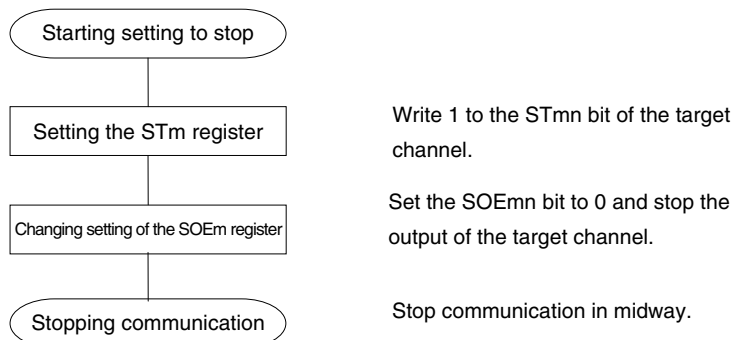 Starting setting to stop
Setting the STm register
Write 1 to the STmn bit of the target
channel.
Changing setting of the SOEm register
Set the SOEmn bit to 0 and stop the
output of the target channel.
Stopping communication
Stop communication in midway.